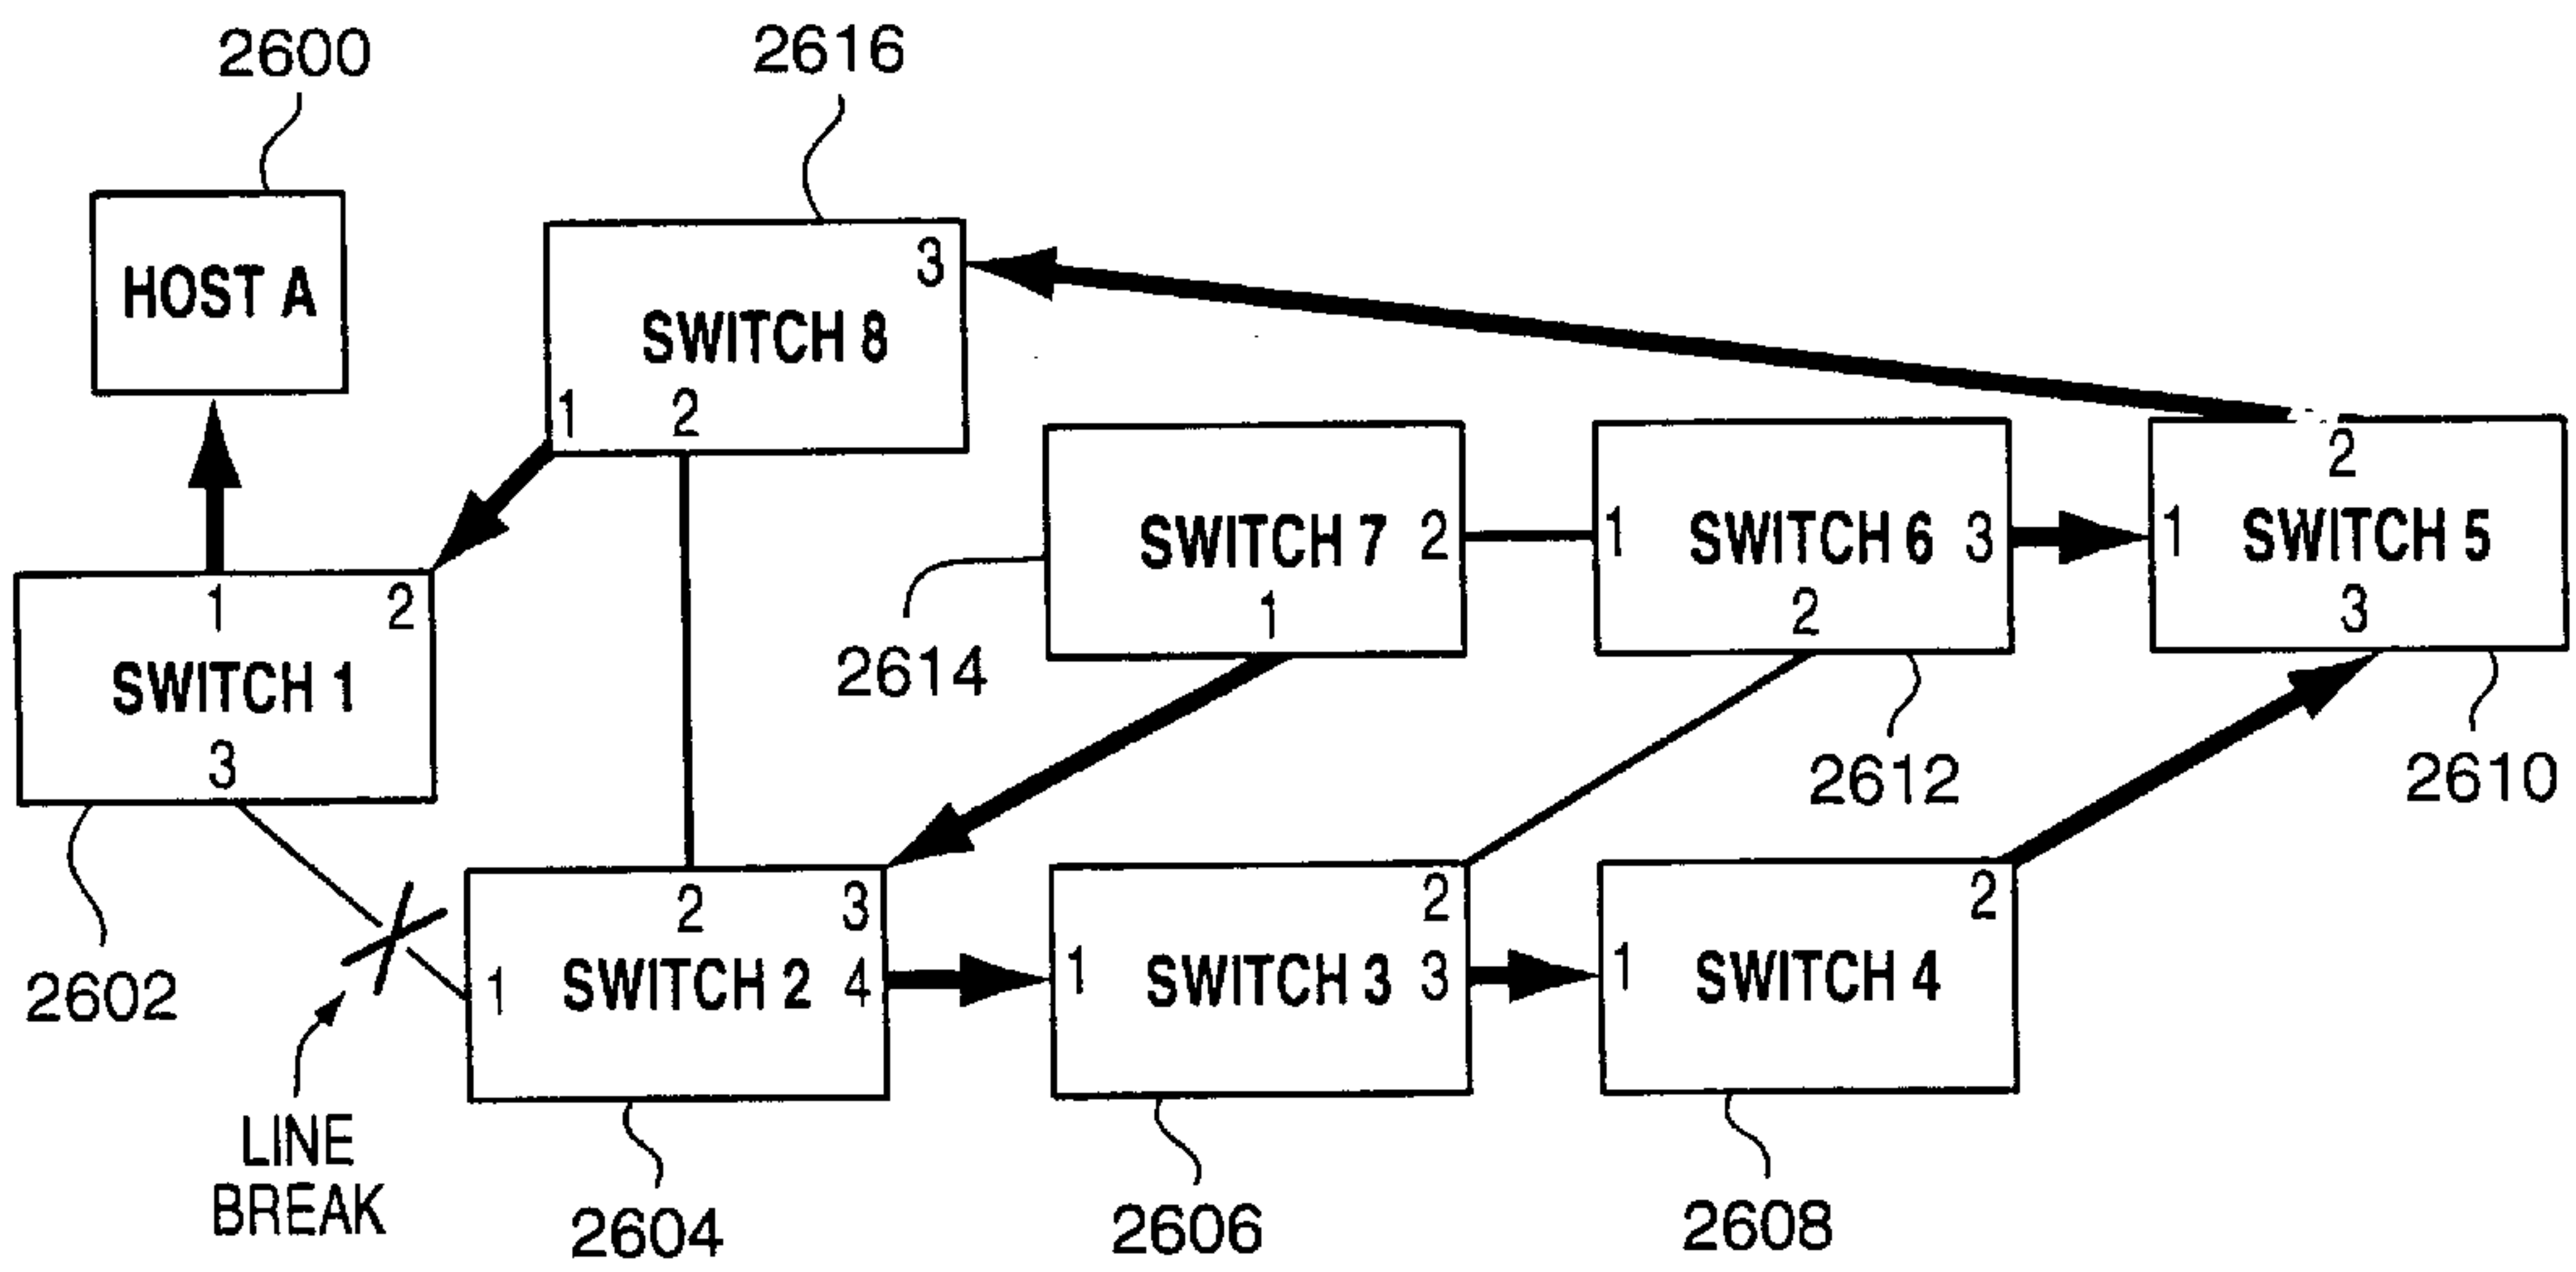 2600
2616
HOST A
3
SWITCH 8
1 2
2
SWITCH 7 2
1
1 SWITCH 6 3
2
1 SWITCH 5
3
1 2
SWITCH 1
3
2614
2612
2610
2 3
1 SWITCH 2 4
2
1 SWITCH 3 3
2
1 SWITCH 4
2602
LINE
BREAK
2604
2606
2608